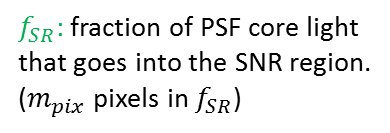 f_SR: fraction of PSF core light
that goes into the SNR region.
(m_pix pixels in f_SR)